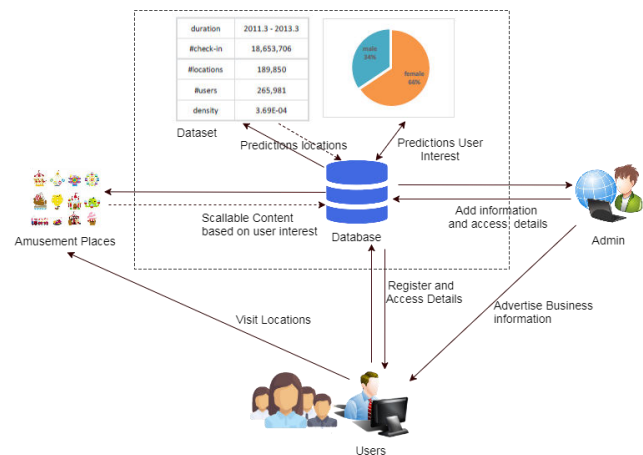 duration 2011.3 - 2013.3
#check-in 18,653,706
#locations 189,850
#users 265,981
density 3.69E-04
male
34%
female
66%
Dataset
Predictions locations
Predictions User
Interest
Scallable Content
based on user interest
Database
Add information
and access details
Amusement Places
Admin
Register and
Access Details
Advertise Business
information
Visit Locations
Users